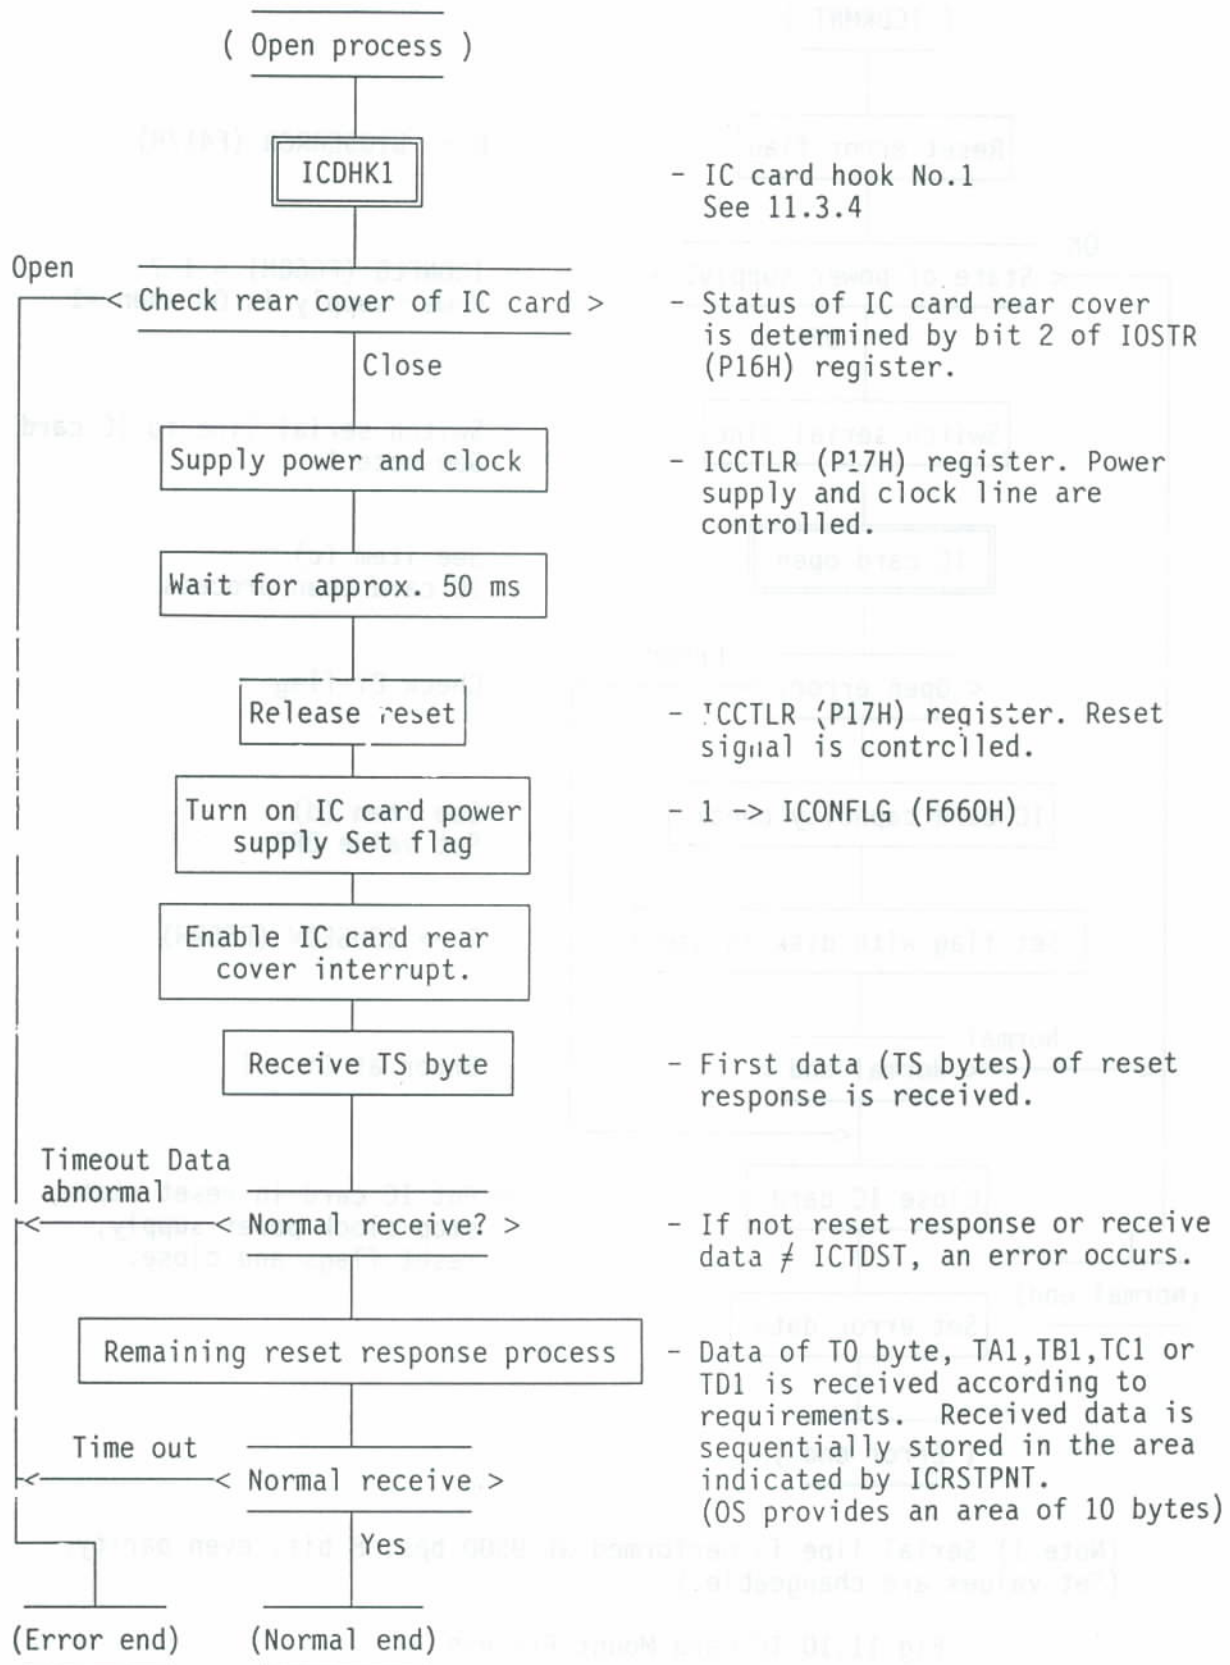 ( Open process )
ICDHK1
- IC card hook No.1
See 11.3.4
Open
< Check rear cover of IC card >
- Status of IC card rear cover
is determined by bit 2 of IOSTR
(P16H) register.
Close
Supply power and clock
- ICCTLR (P17H) register. Power
supply and clock line are
controlled.
Wait for approx. 50 ms
Release reset
- ICCTLR (P17H) register. Reset
signal is controlled.
Turn on IC card power
supply Set flag
- 1 -> ICONFLG (F660H)
Enable IC card rear
cover interrupt.
Receive TS byte
- First data (TS bytes) of reset
response is received.
Timeout Data
abnormal
< Normal receive? >
- If not reset response or receive
data ≠ ICTDST, an error occurs.
Remaining reset response process
- Data of T0 byte, TA1,TB1,TC1 or
TD1 is received according to
requirements. Received data is
sequentially stored in the area
indicated by ICRSTPNT.
(OS provides an area of 10 bytes)
Time out
< Normal receive >
Yes
(Error end)
(Normal end)